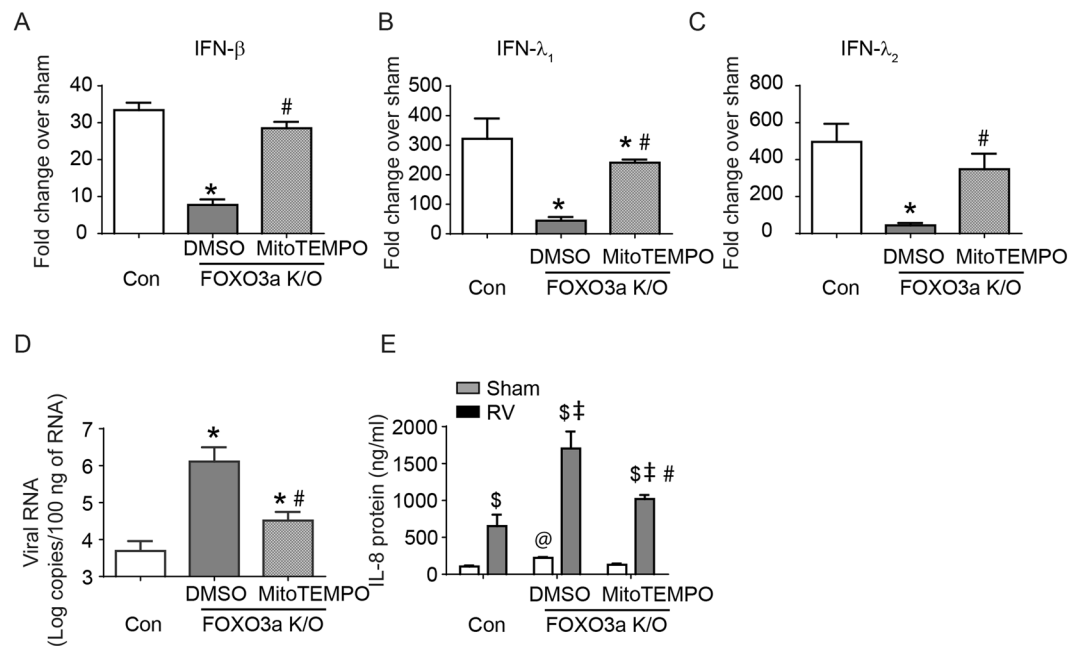 A
IFN-β
Fold change over sham
40
30
20
10
0
*
#
DMSO MitoTEMPO
Con
FOXO3a K/O
B
IFN-λ1
Fold change over sham
500
400
300
200
100
0
*
* #
DMSO MitoTEMPO
Con
FOXO3a K/O
C
IFN-λ2
Fold change over sham
800
600
400
200
0
*
#
DMSO MitoTEMPO
Con
FOXO3a K/O
D
Viral RNA
(Log copies/100 ng of RNA)
7
6
5
4
3
*
* #
DMSO MitoTEMPO
Con
FOXO3a K/O
E
Sham
RV
IL-8 protein (ng/ml)
2000
1500
1000
500
0
$
@
$‡
$‡ #
DMSO MitoTEMPO
Con
FOXO3a K/O